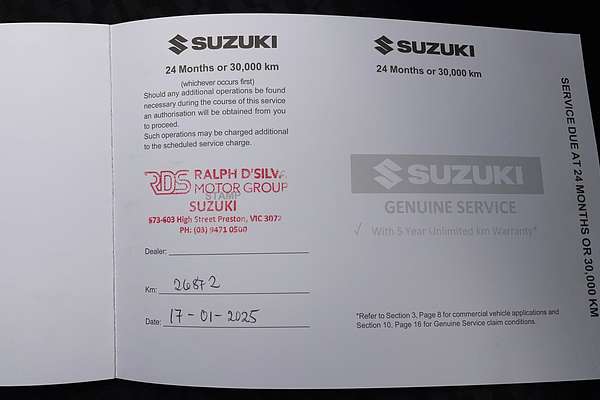 SUZUKI
24 Months or 30,000 km
(whichever occurs first)
Should any additional operations be found
necessary during the course of this service
an authorisation will be obtained from you
to proceed.
Such operations may be charged additional
to the scheduled service charge.
RDS RALPH D'SILVA
MOTOR GROUP
STAMP
SUZUKI
673-603 High Street Preston, VIC 3072
PH: (03) 9471 0500
Dealer:
Km: 26872
Date: 17-01-2025
SUZUKI
24 Months or 30,000 km
SUZUKI
GENUINE SERVICE
√ With 5 Year Unlimited km Warranty*
*Refer to Section 3, Page 8 for commercial vehicle applications and
Section 10, Page 16 for Genuine Service claim conditions.
SERVICE DUE AT 24 MONTHS OR 30,000 KM